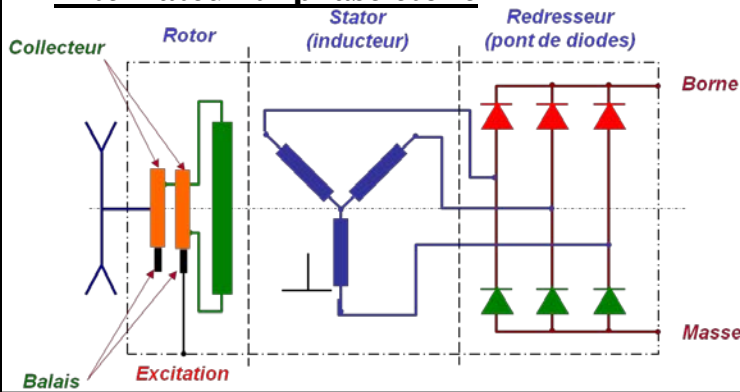 Stator
Rotor
(inducteur)
Redresseur
(pont de diodes)
Collecteur
Borne
Masse
Excitation
Balais